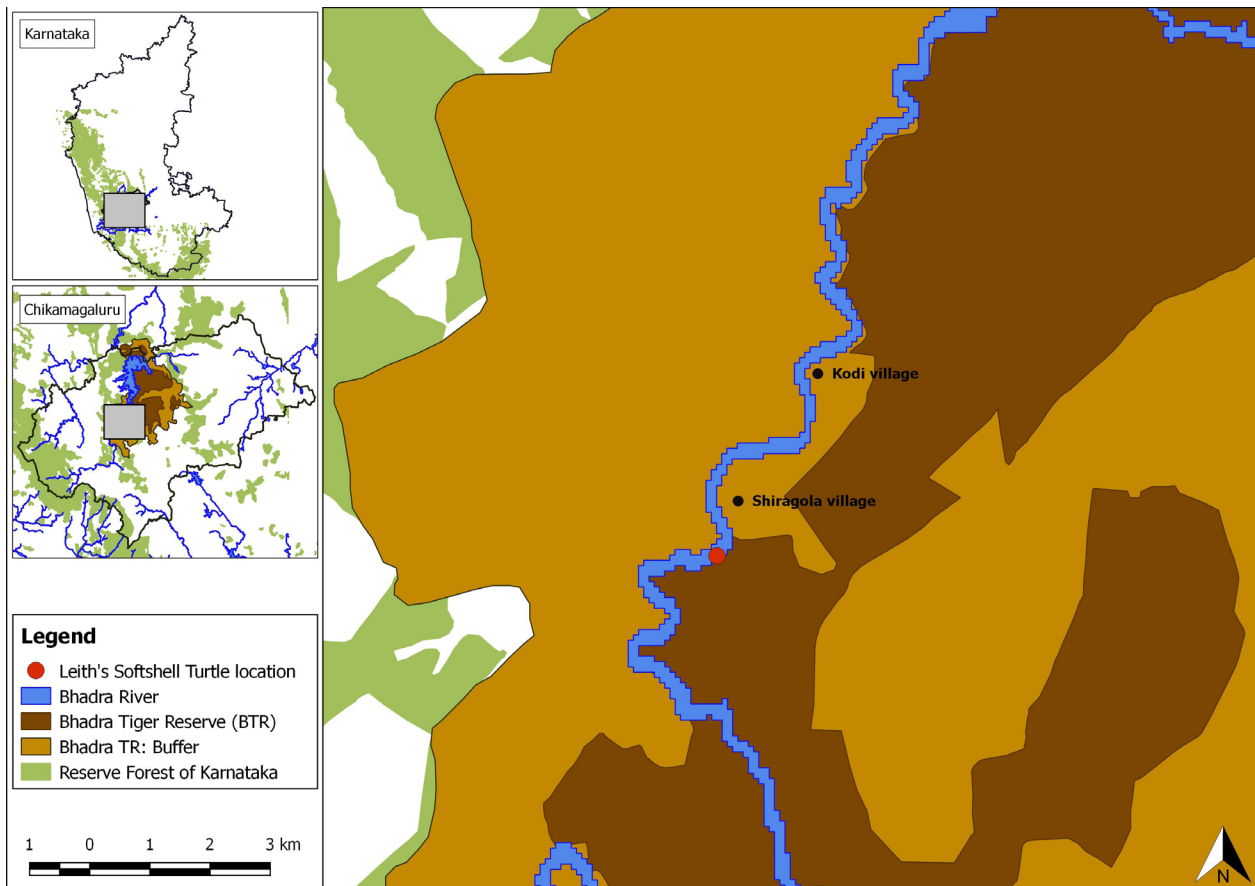 Karnataka
Chikamagaluru
Kodi village
Shiragola village
Legend
Leith's Softshell Turtle location
Bhadra River
Bhadra Tiger Reserve (BTR)
Bhadra TR: Buffer
Reserve Forest of Karnataka
1 0 1 2 3 km
N